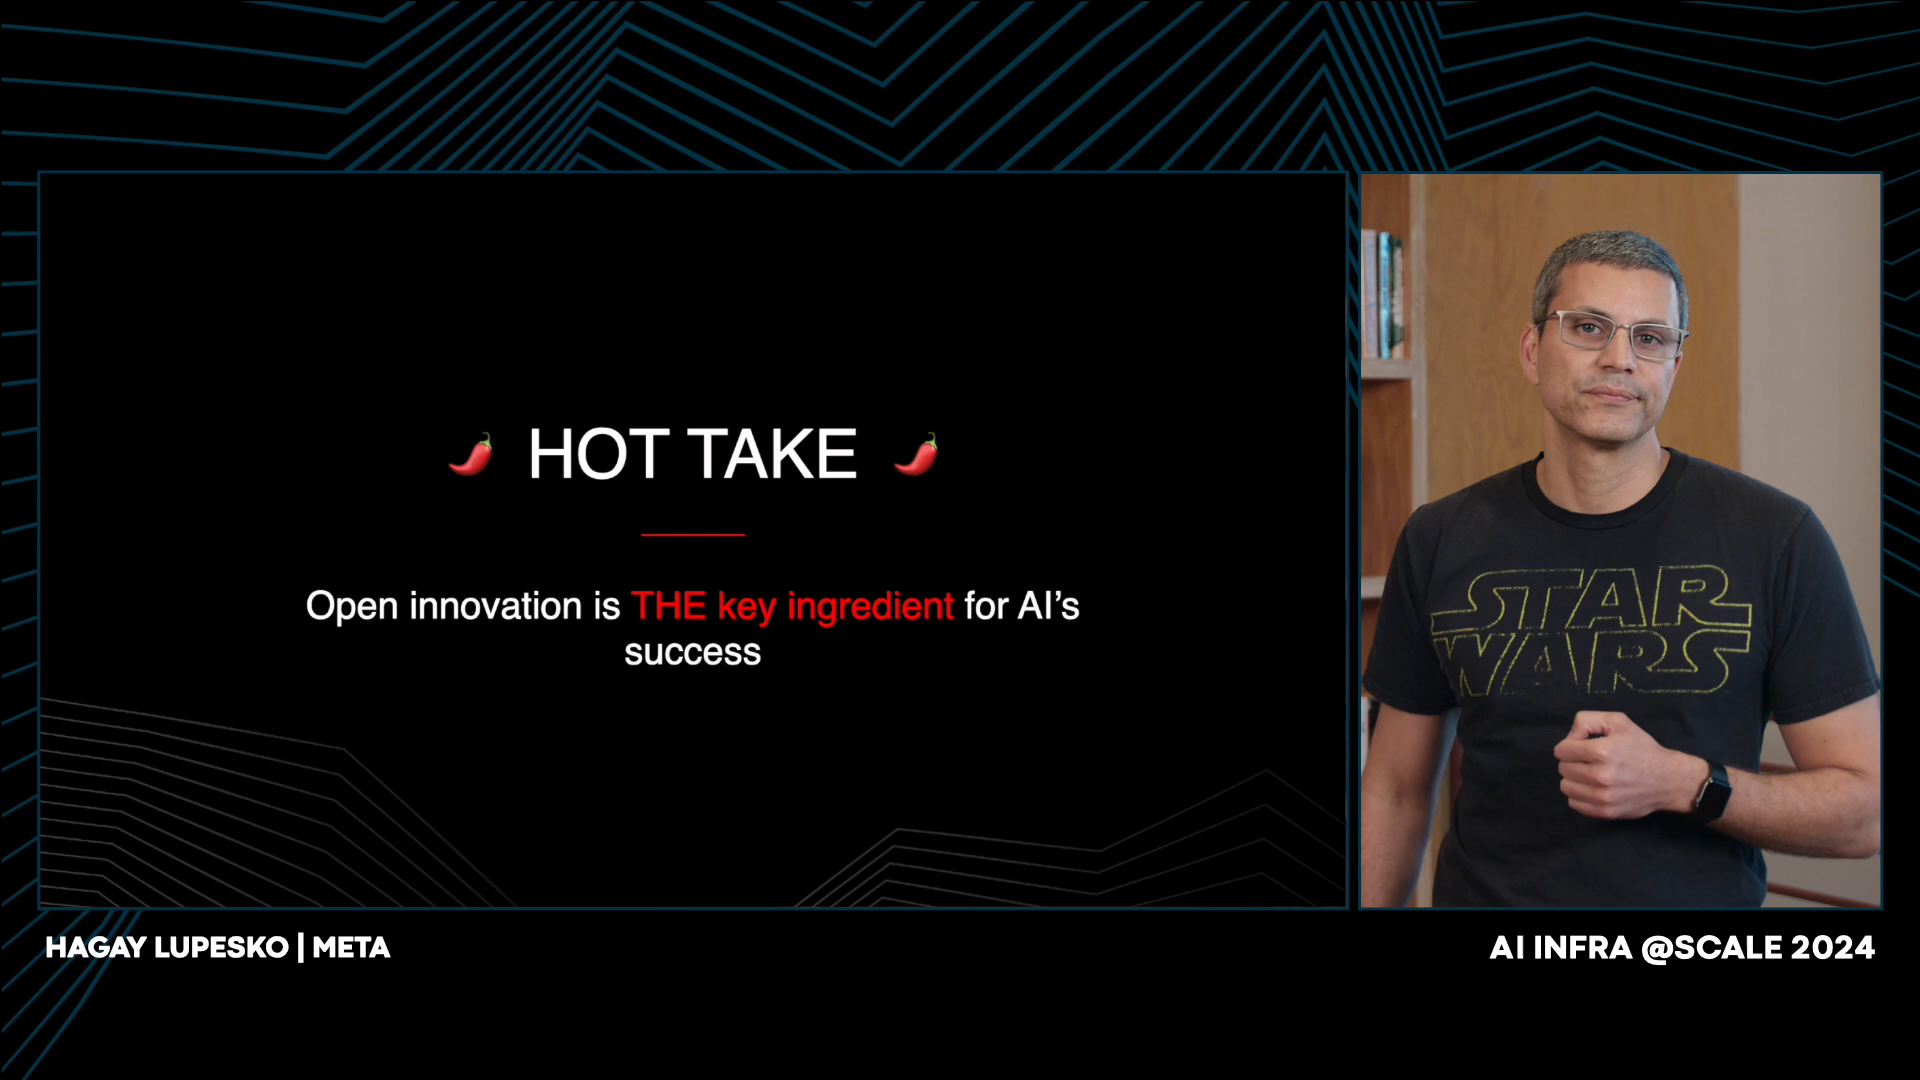 🌶️ HOT TAKE 🌶️
Open innovation is THE key ingredient for AI’s
success
STAR
WARS
HAGAY LUPESKO | META
AI INFRA @SCALE 2024